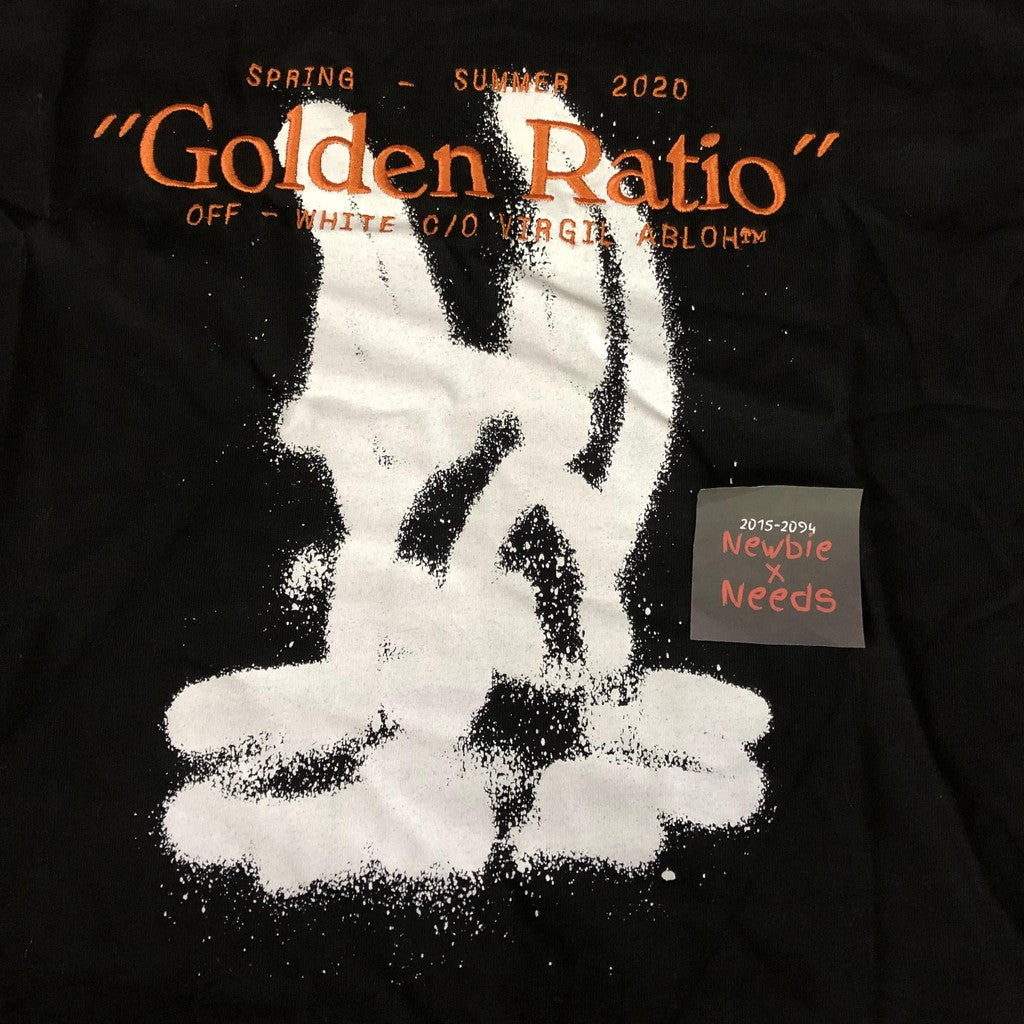 SPRING - SUMMER 2020
"Golden Ratio"
OFF - WHITE C/O VIRGIL ABLOH™
2015-2094
Newbie
x
Needs